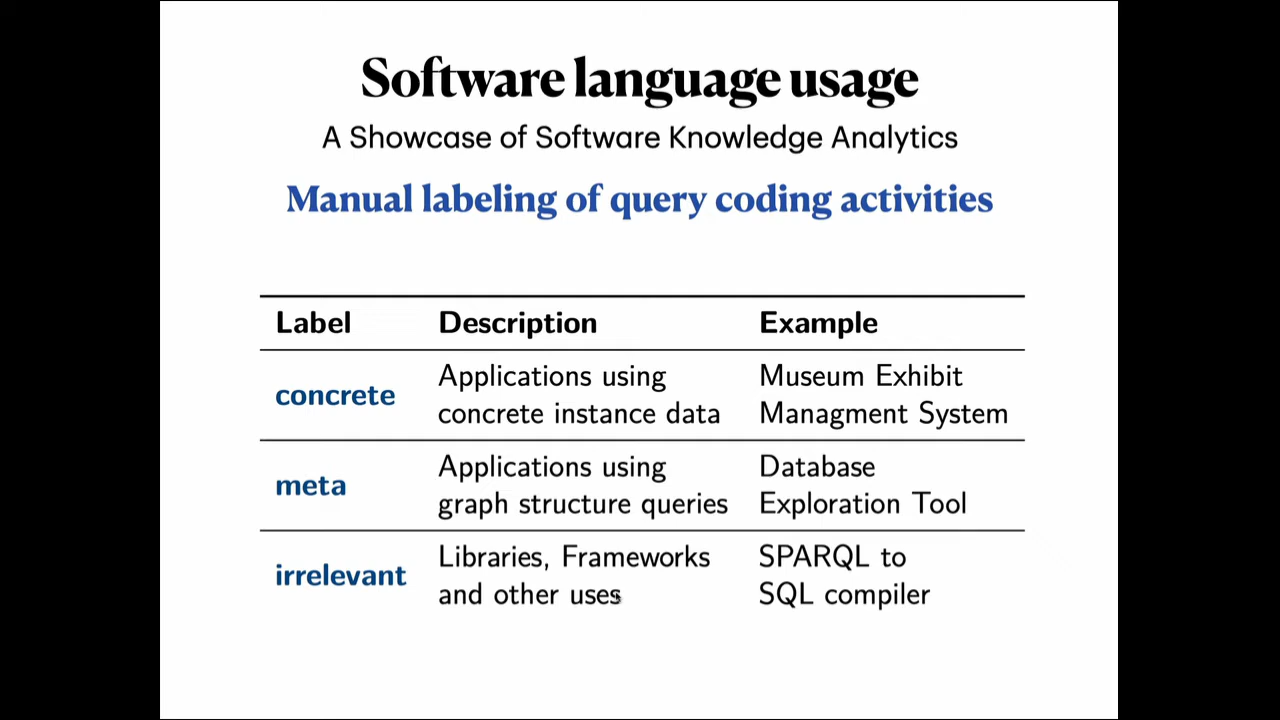 Software language usage
A Showcase of Software Knowledge Analytics
Manual labeling of query coding activities
Label Description Example
concrete
Applications using
concrete instance data
Museum Exhibit
Managment System
meta
Applications using
graph structure queries
Database
Exploration Tool
irrelevant
Libraries, Frameworks
and other uses
SPARQL to
SQL compiler